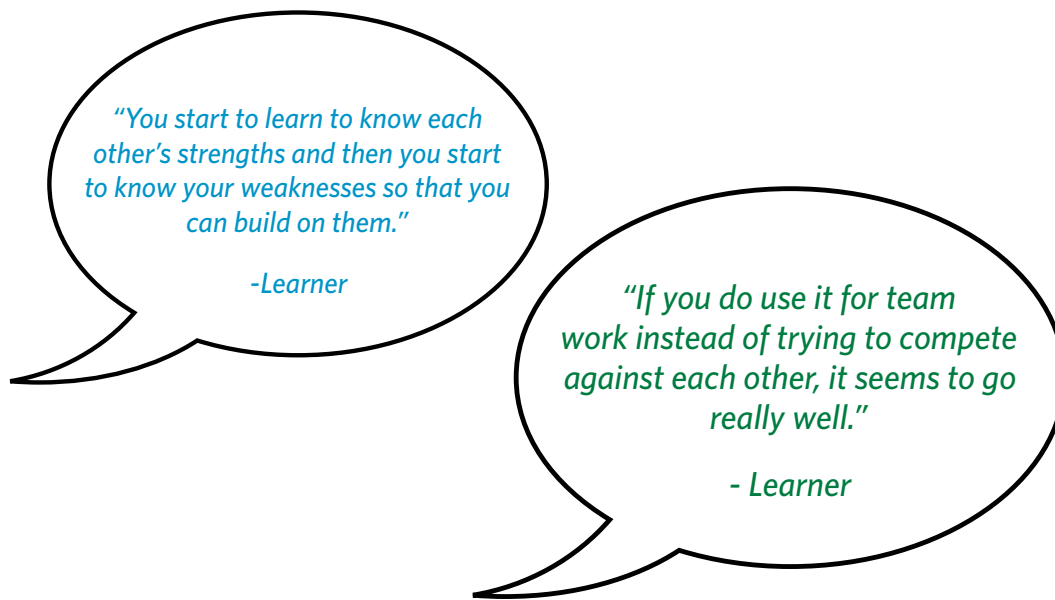 “You start to learn to know each
other’s strengths and then you start
to know your weaknesses so that you
can build on them.”
-Learner
“If you do use it for team
work instead of trying to compete
against each other, it seems to go
really well.”
- Learner